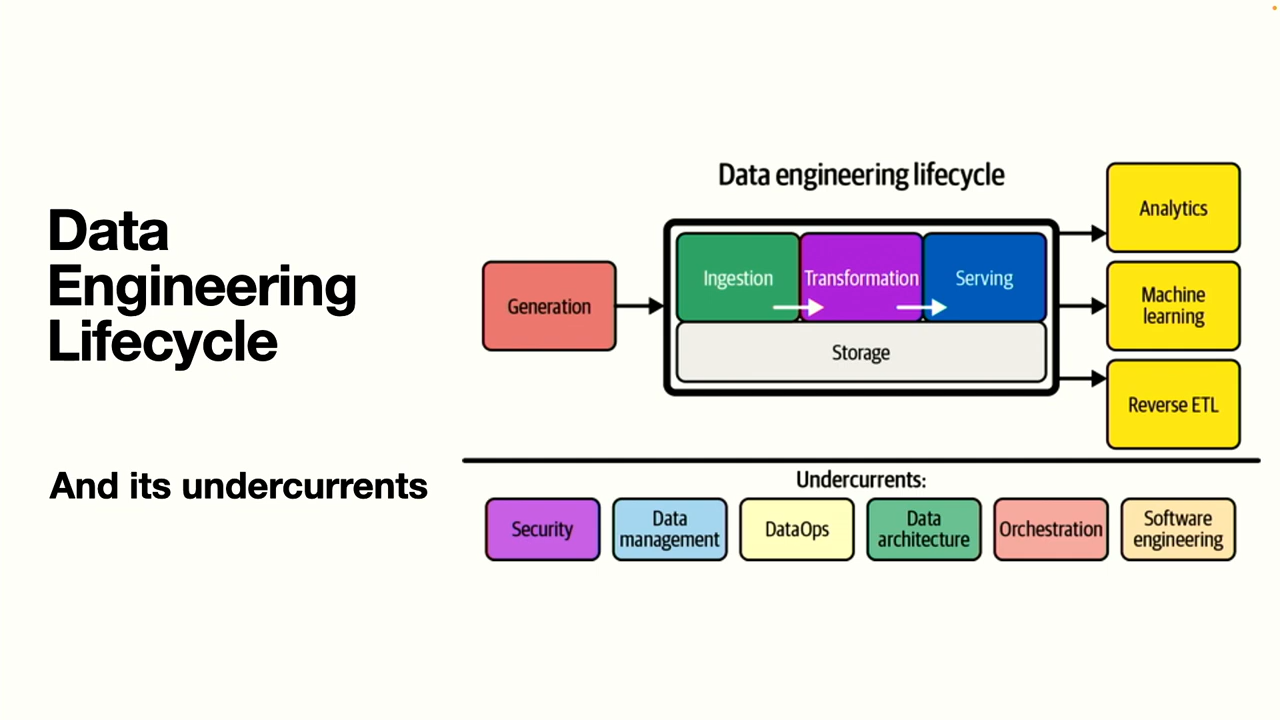 Data
Engineering
Lifecycle
And its undercurrents
Data engineering lifecycle
Generation
Ingestion
Transformation
Serving
Storage
Analytics
Machine
learning
Reverse ETL
Undercurrents:
Security
Data
management
DataOps
Data
architecture
Orchestration
Software
engineering